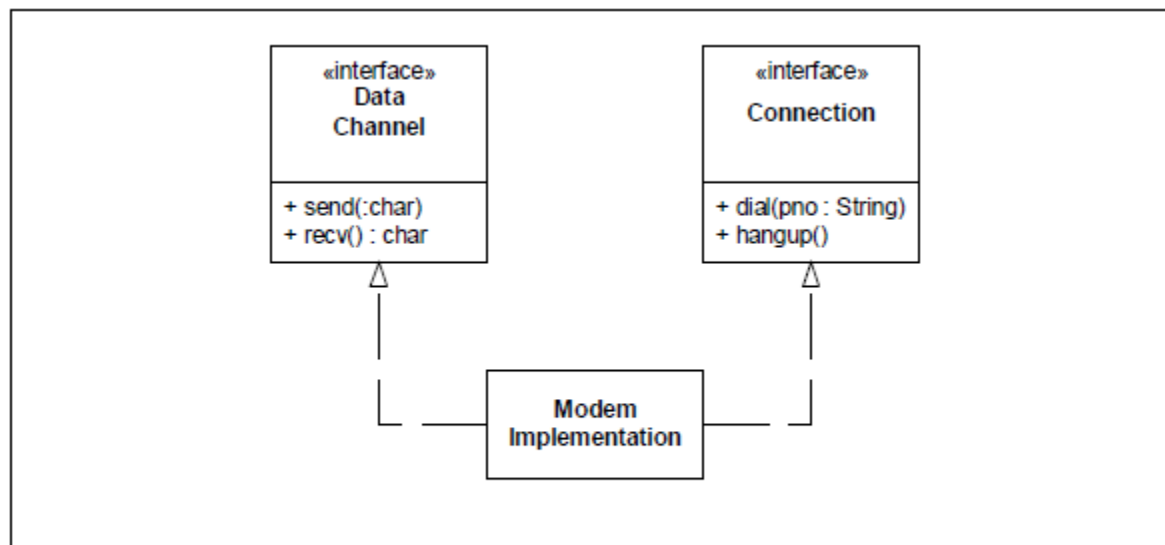 «interface»
Data
Channel
+ send(:char)
+ recv() : char
«interface»
Connection
+ dial(pno : String)
+ hangup()
Modem
Implementation